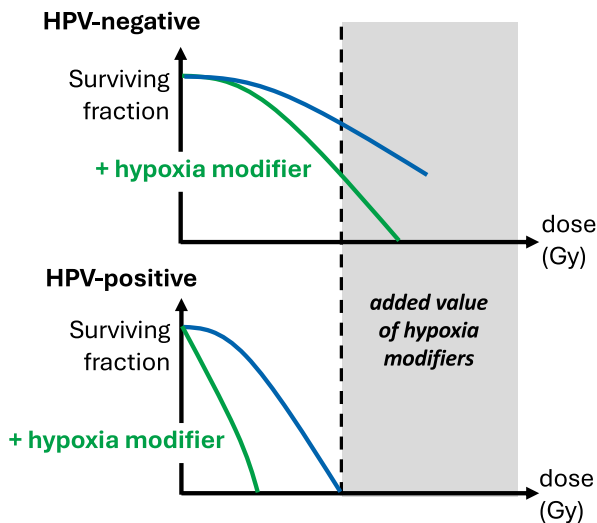 HPV-negative
Surviving
fraction
+ hypoxia modifier
dose
(Gy)
HPV-positive
added value
of hypoxia
modifiers
Surviving
fraction
+ hypoxia modifier
dose
(Gy)